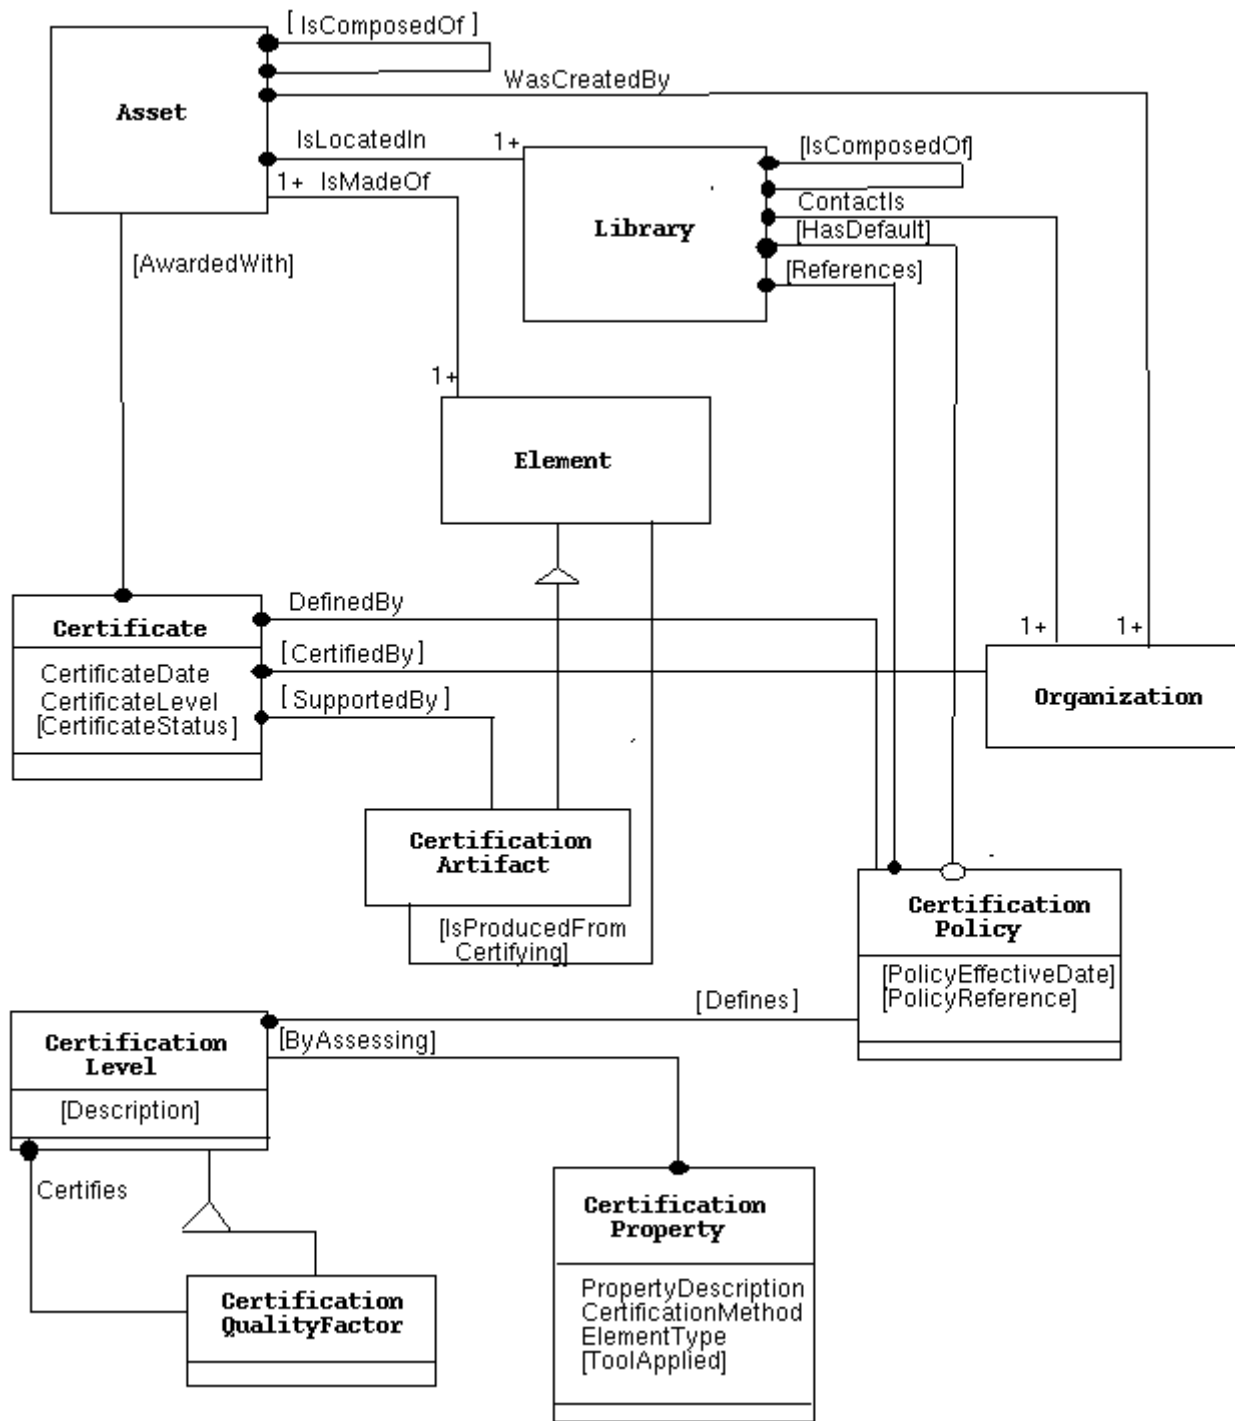 [ IsComposedOf ]
WasCreatedBy
Asset
IsLocatedIn
1+
[IsComposedOf]
1+ IsMadeOf
ContactIs
Library
[HasDefault]
[AwardedWith]
[References]
1+
Element
DefinedBy
1+
1+
Certificate
[CertifiedBy]
CertificateDate
CertificateLevel
[CertificateStatus]
[SupportedBy]
Organization
Certification
Artifact
[IsProducedFrom
Certifying]
Certification
Policy
[PolicyEffectiveDate]
[PolicyReference]
[Defines]
Certification
Level
[ByAssessing]
[Description]
Certifies
Certification
Property
PropertyDescription
CertificationMethod
ElementType
[ToolApplied]
Certification
QualityFactor